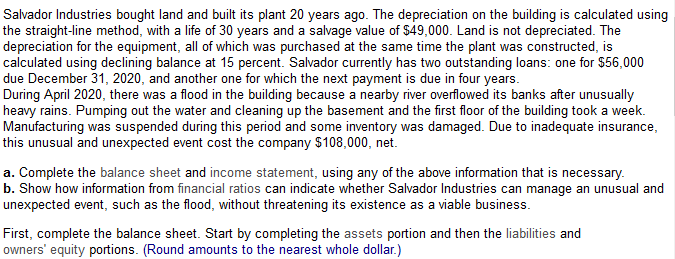 Salvador Industries bought land and built its plant 20 years ago. The depreciation on the building is calculated using
the straight-line method, with a life of 30 years and a salvage value of $49,000. Land is not depreciated. The
depreciation for the equipment, all of which was purchased at the same time the plant was constructed, is
calculated using declining balance at 15 percent. Salvador currently has two outstanding loans: one for $56,000
due December 31, 2020, and another one for which the next payment is due in four years.
During April 2020, there was a flood in the building because a nearby river overflowed its banks after unusually
heavy rains. Pumping out the water and cleaning up the basement and the first floor of the building took a week.
Manufacturing was suspended during this period and some inventory was damaged. Due to inadequate insurance,
this unusual and unexpected event cost the company $108,000, net.
a. Complete the balance sheet and income statement, using any of the above information that is necessary.
b. Show how information from financial ratios can indicate whether Salvador Industries can manage an unusual and
unexpected event, such as the flood, without threatening its existence as a viable business.
First, complete the balance sheet. Start by completing the assets portion and then the liabilities and
owners' equity portions. (Round amounts to the nearest whole dollar.)